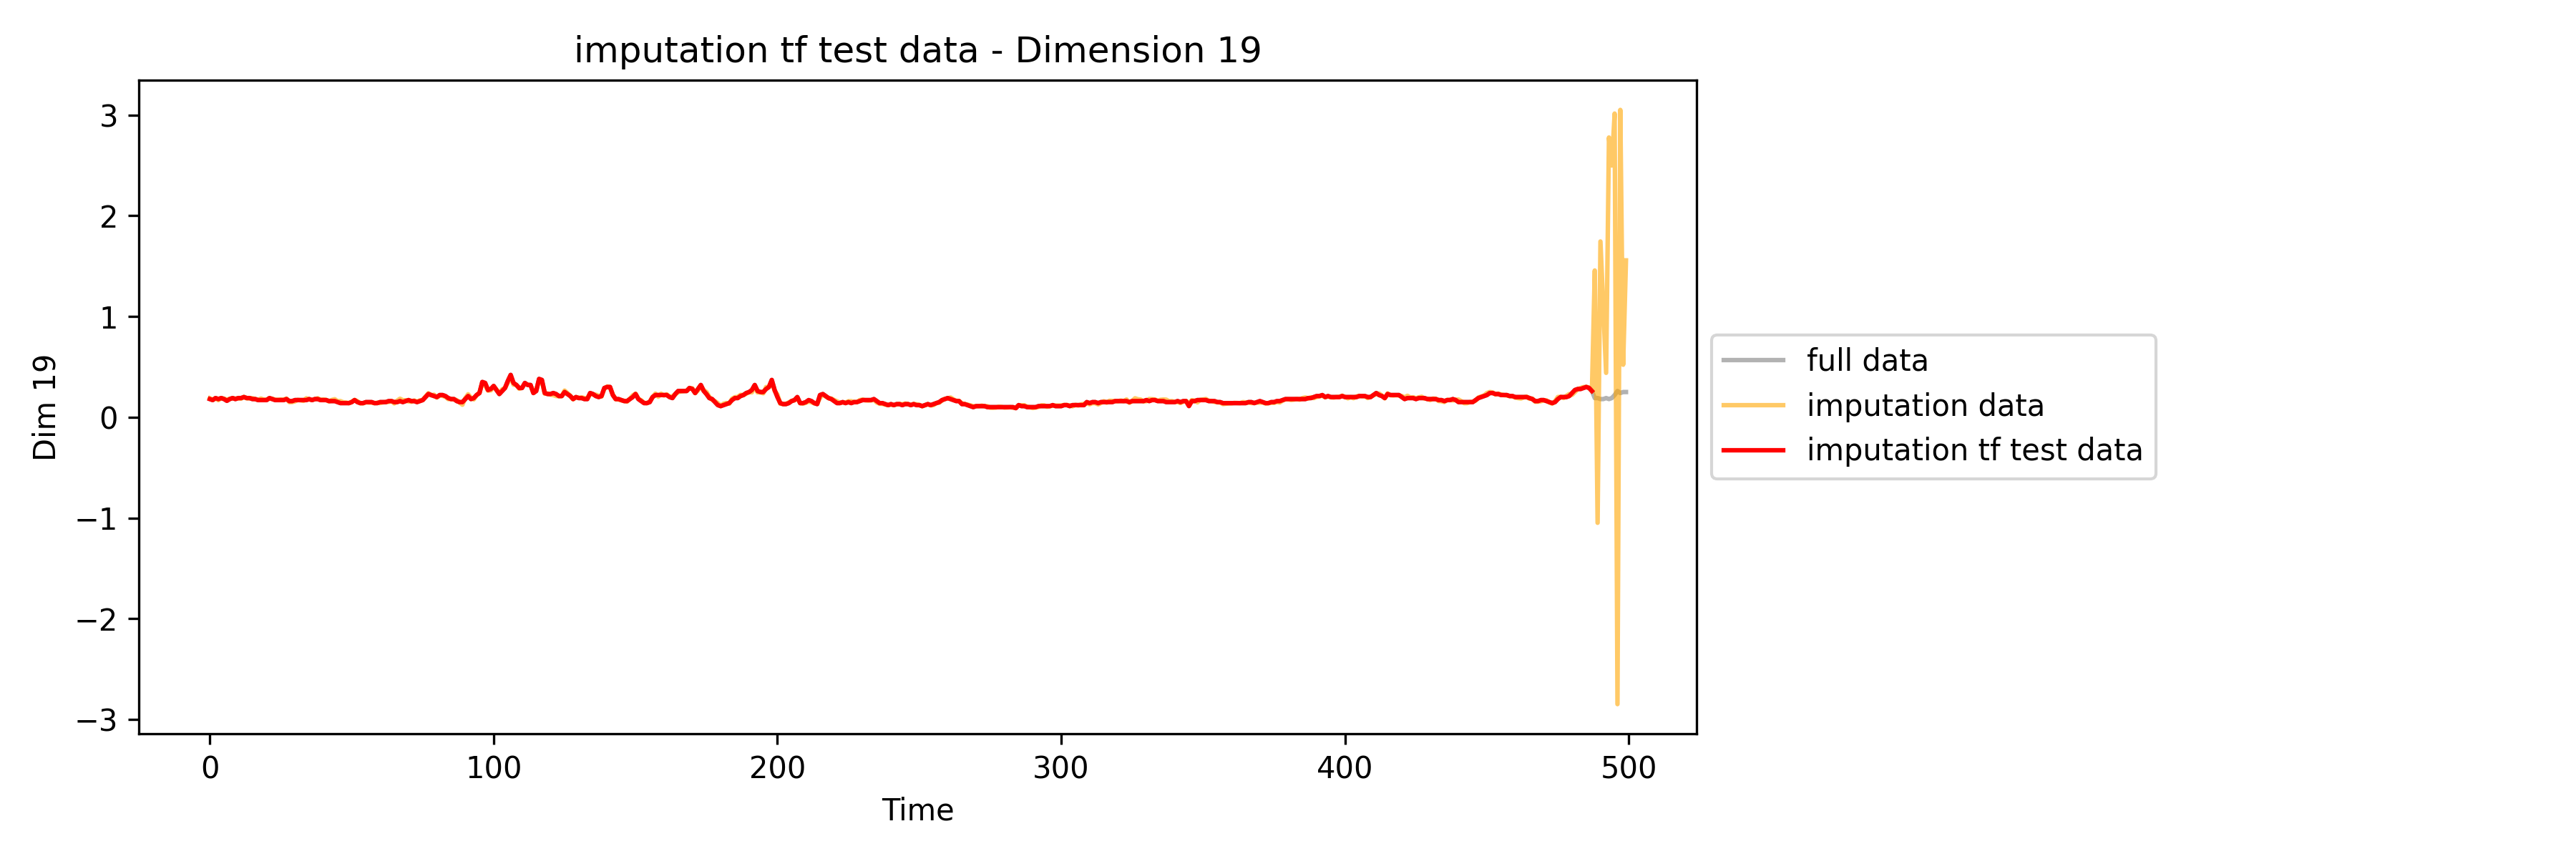 imputation tf test data - Dimension 19
3
2
1
0
−1
−2
−3
Dim 19
0 100 200 300 400 500
Time
full data
imputation data
imputation tf test data